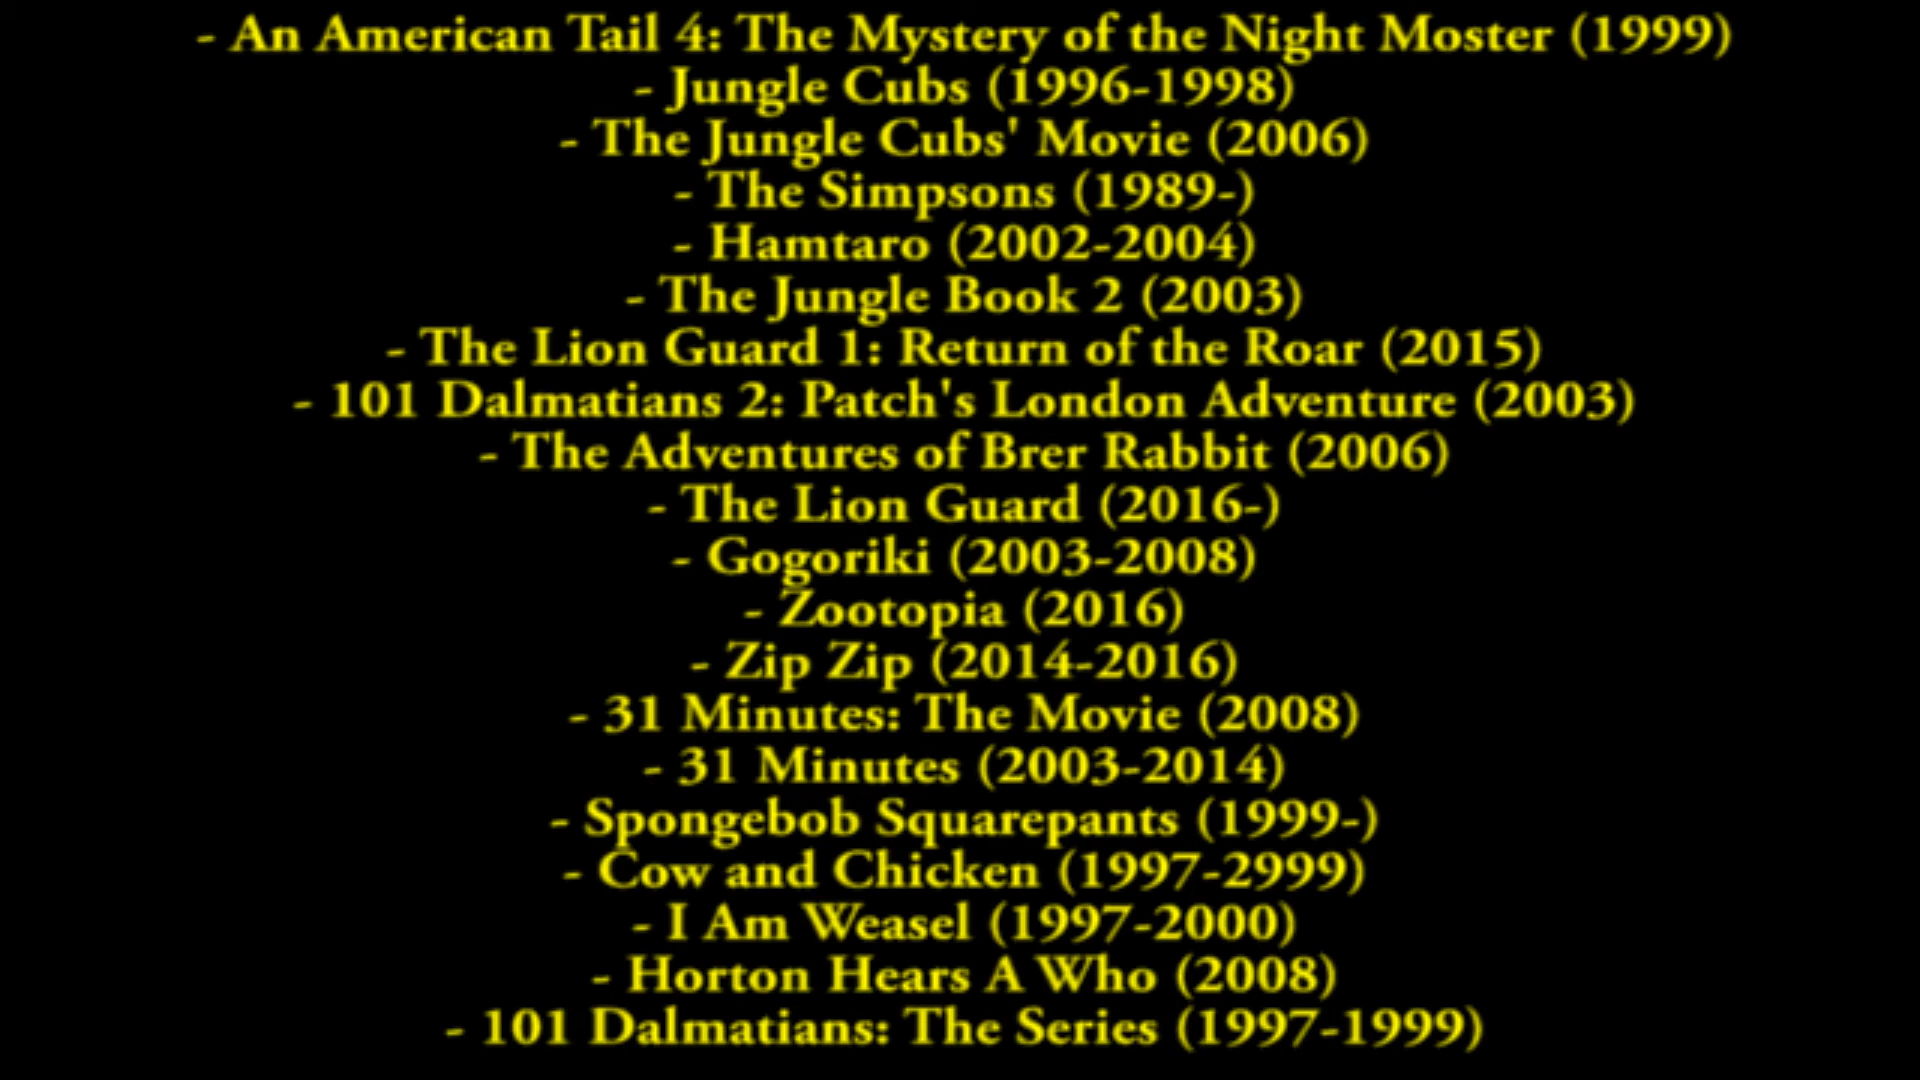 - An American Tail 4: The Mystery of the Night Moster (1999)
- Jungle Cubs (1996-1998)
- The Jungle Cubs' Movie (2006)
- The Simpsons (1989-)
- Hamtaro (2002-2004)
- The Jungle Book 2 (2003)
- The Lion Guard 1: Return of the Roar (2015)
- 101 Dalmatians 2: Patch's London Adventure (2003)
- The Adventures of Brer Rabbit (2006)
- The Lion Guard (2016-)
- Gogoriki (2003-2008)
- Zootopia (2016)
- Zip Zip (2014-2016)
- 31 Minutes: The Movie (2008)
- 31 Minutes (2003-2014)
- Spongebob Squarepants (1999-)
- Cow and Chicken (1997-2999)
- I Am Weasel (1997-2000)
- Horton Hears A Who (2008)
- 101 Dalmatians: The Series (1997-1999)